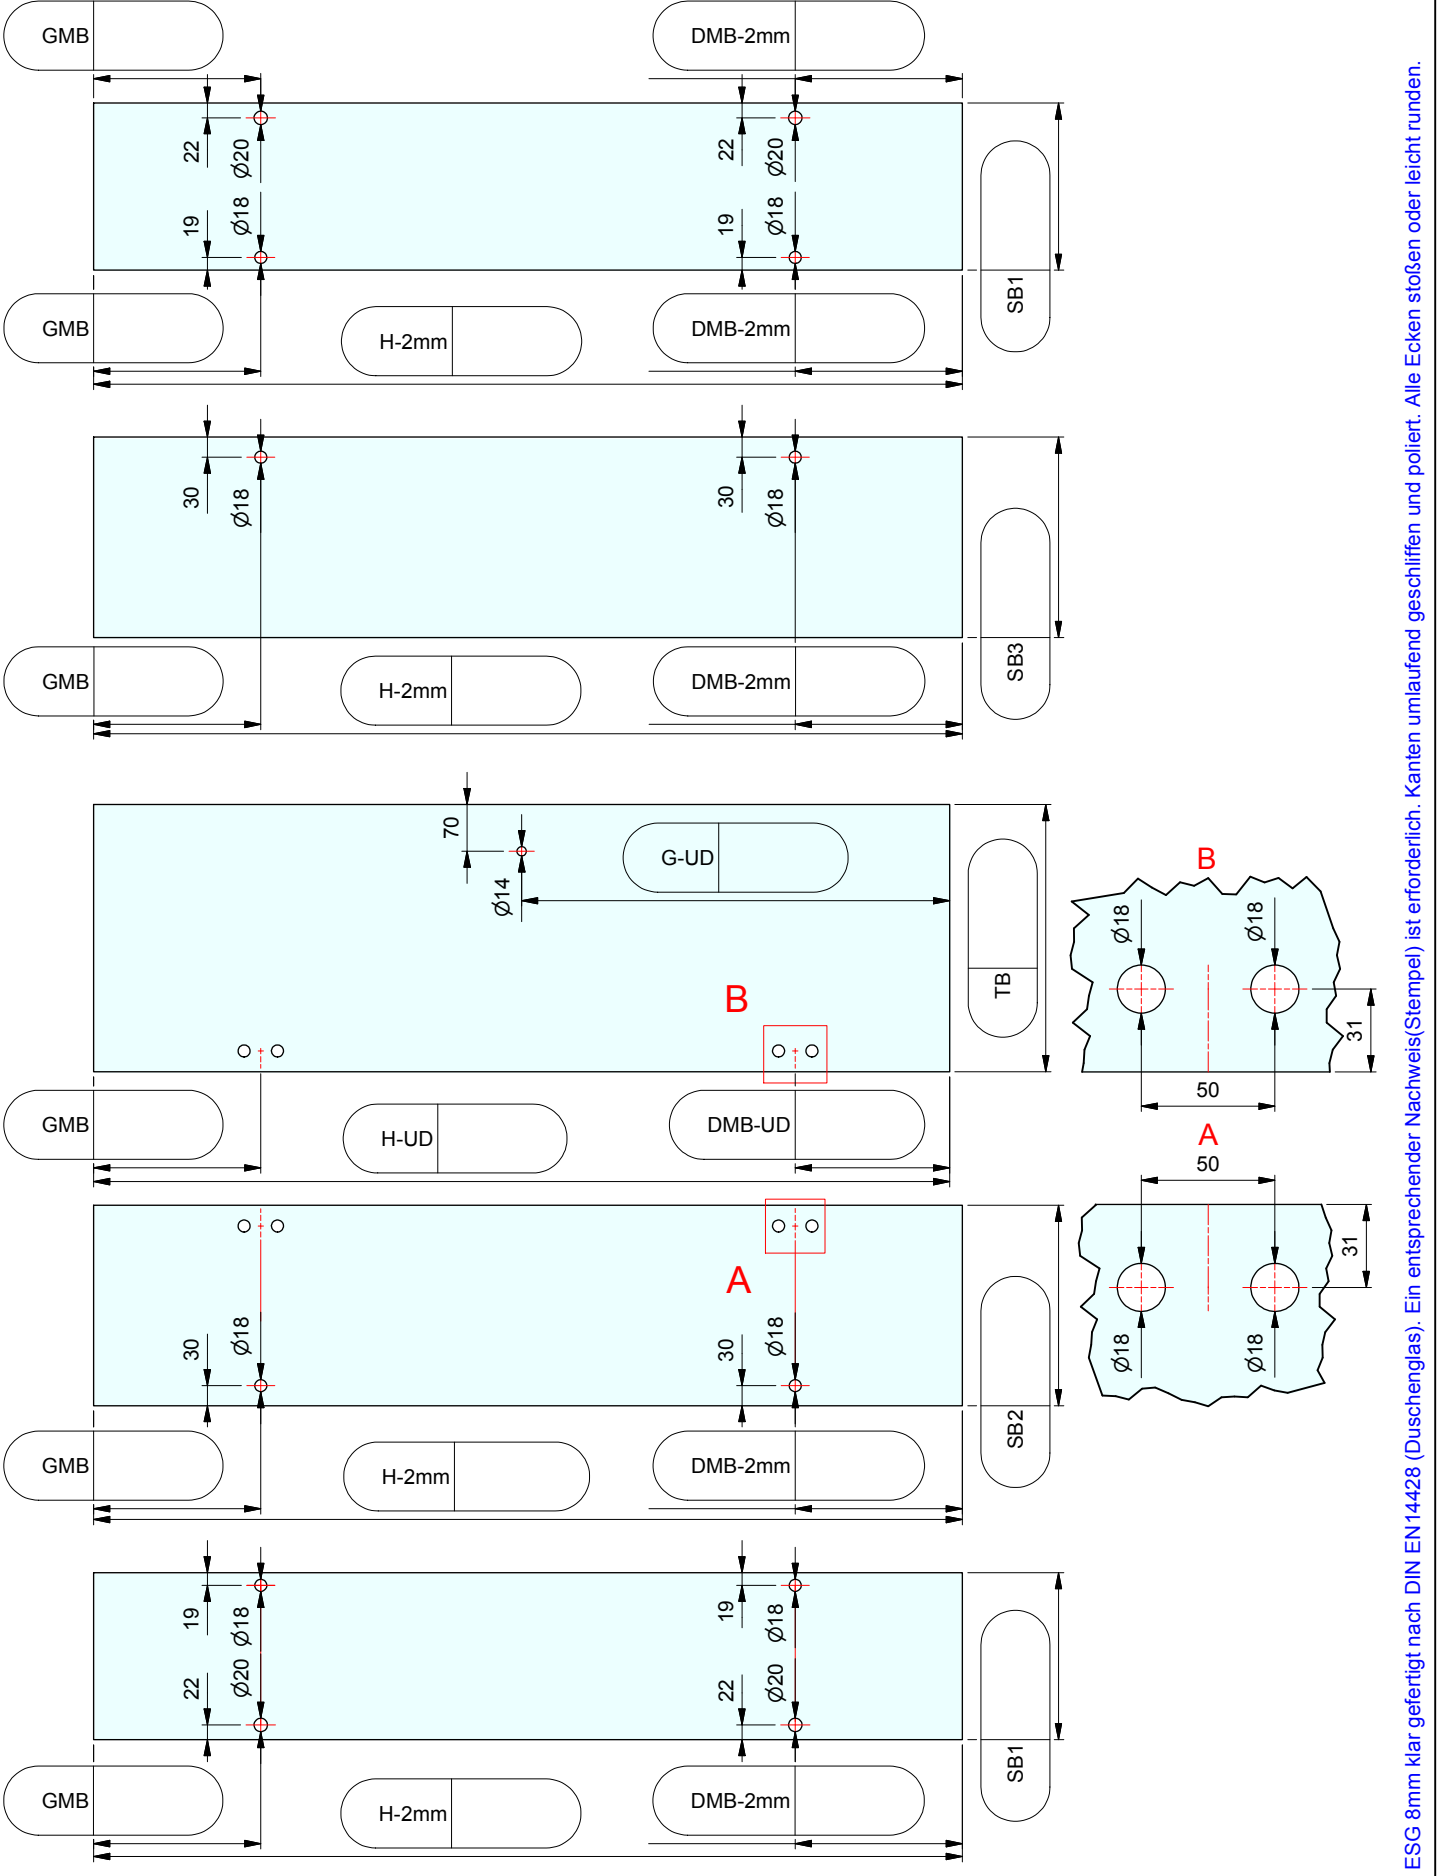 GMB
DMB-2mm
22
Ø20
22
Ø20
19
Ø18
19
Ø18
SB1
GMB
H-2mm
DMB-2mm
30
Ø18
30
Ø18
SB3
GMB
H-2mm
DMB-2mm
70
Ø14
G-UD
TB
B
GMB
H-UD
DMB-UD
B
Ø18
Ø18
31
50
A
50
31
Ø18
Ø18
A
30
Ø18
30
Ø18
SB2
GMB
H-2mm
DMB-2mm
19
Ø18
19
Ø18
22
Ø20
22
Ø20
SB1
GMB
H-2mm
DMB-2mm
ESG 8mm klar gefertigt nach DIN EN14428 (Duschenglas). Ein entsprechender Nachweis(Stempel) ist erforderlich. Kanten umlaufend geschliffen und poliert. Alle Ecken stoßen oder leicht runden.